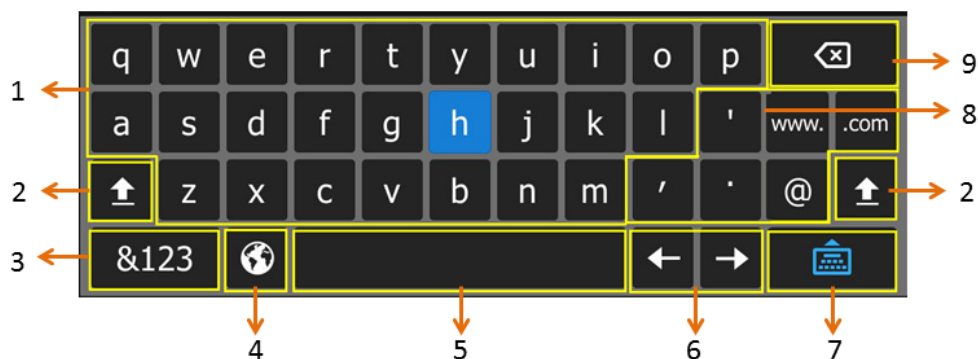 q w e r t y u i o p 9
1
a s d f g h j k l ' www. .com 8
2 z x c v b n m , . @ 2
3 &123
4 5 6 7